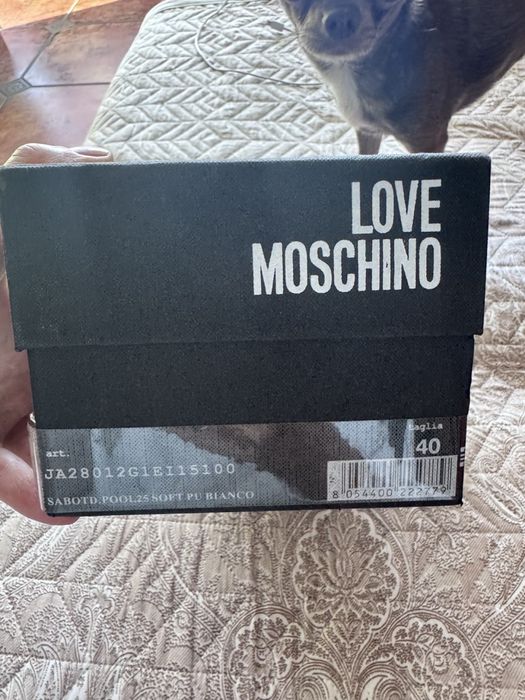 LOVE
MOSCHINO
taglia
art.
40
JA28012G1EI15100
SABOTD.POOL25 SOFT PU BIANCO
8 054400 222779